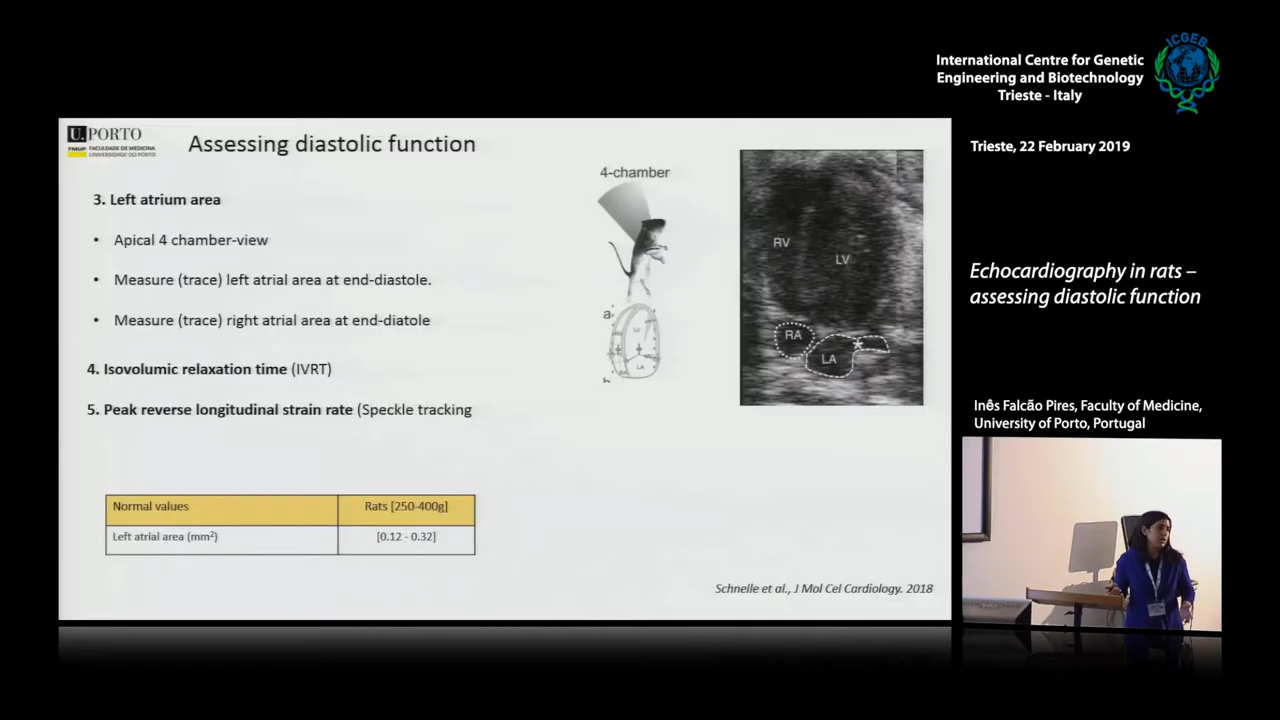 U. PORTO
FMUP FACULDADE DE MEDICINA
UNIVERSIDADE DO PORTO
Assessing diastolic function
3. Left atrium area
• Apical 4 chamber-view
• Measure (trace) left atrial area at end-diastole.
• Measure (trace) right atrial area at end-diatole
4. Isovolumic relaxation time (IVRT)
5. Peak reverse longitudinal strain rate (Speckle tracking
Normal values
Rats [250-400g]
Left atrial area (mm²)
[0.12 - 0.32]
4-chamber
a
LV
LA
RV
LV
RA
LA
*
Schnelle et al., J Mol Cel Cardiology. 2018
International Centre for Genetic
Engineering and Biotechnology
Trieste - Italy
ICGEB
Trieste, 22 February 2019
Echocardiography in rats –
assessing diastolic function
Inês Falcão Pires, Faculty of Medicine,
University of Porto, Portugal